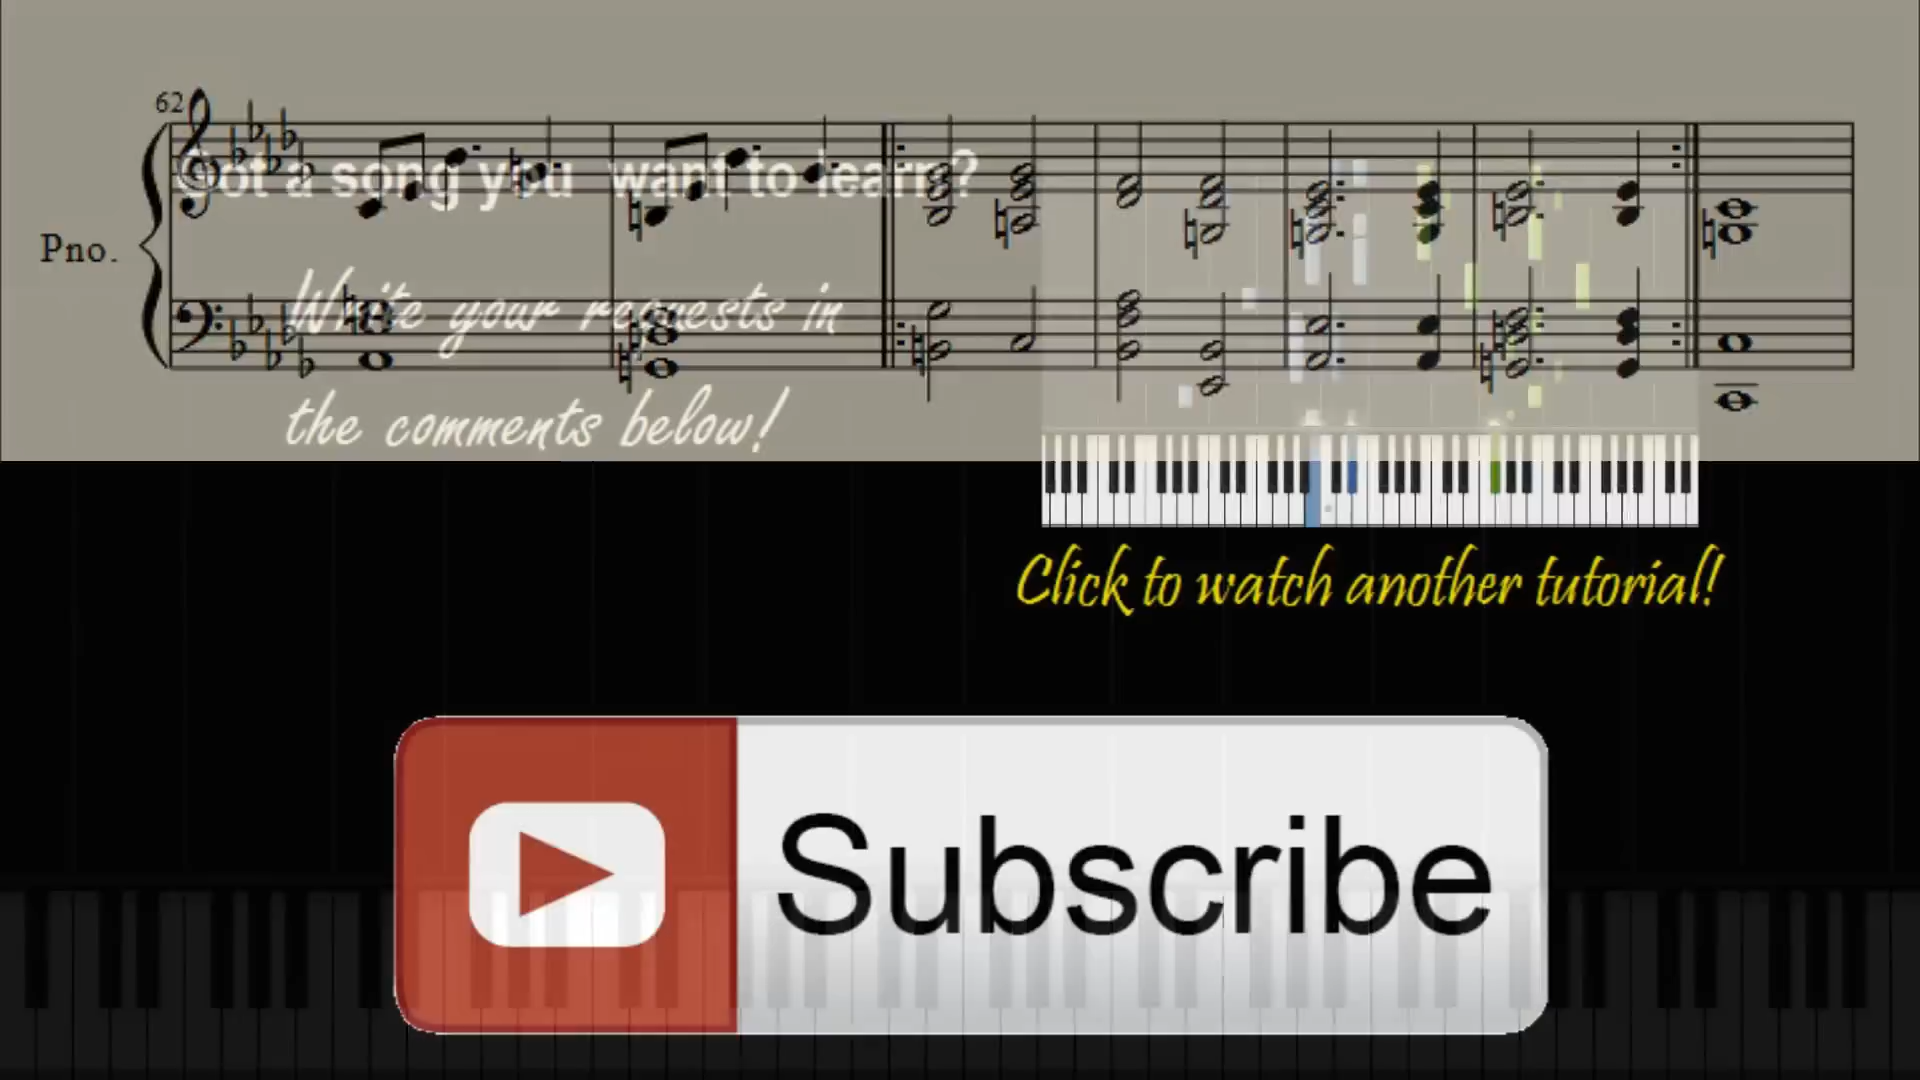 62
Got a song you want to learn?
Pno.
Write your requests in
the comments below!
Click to watch another tutorial!
Subscribe